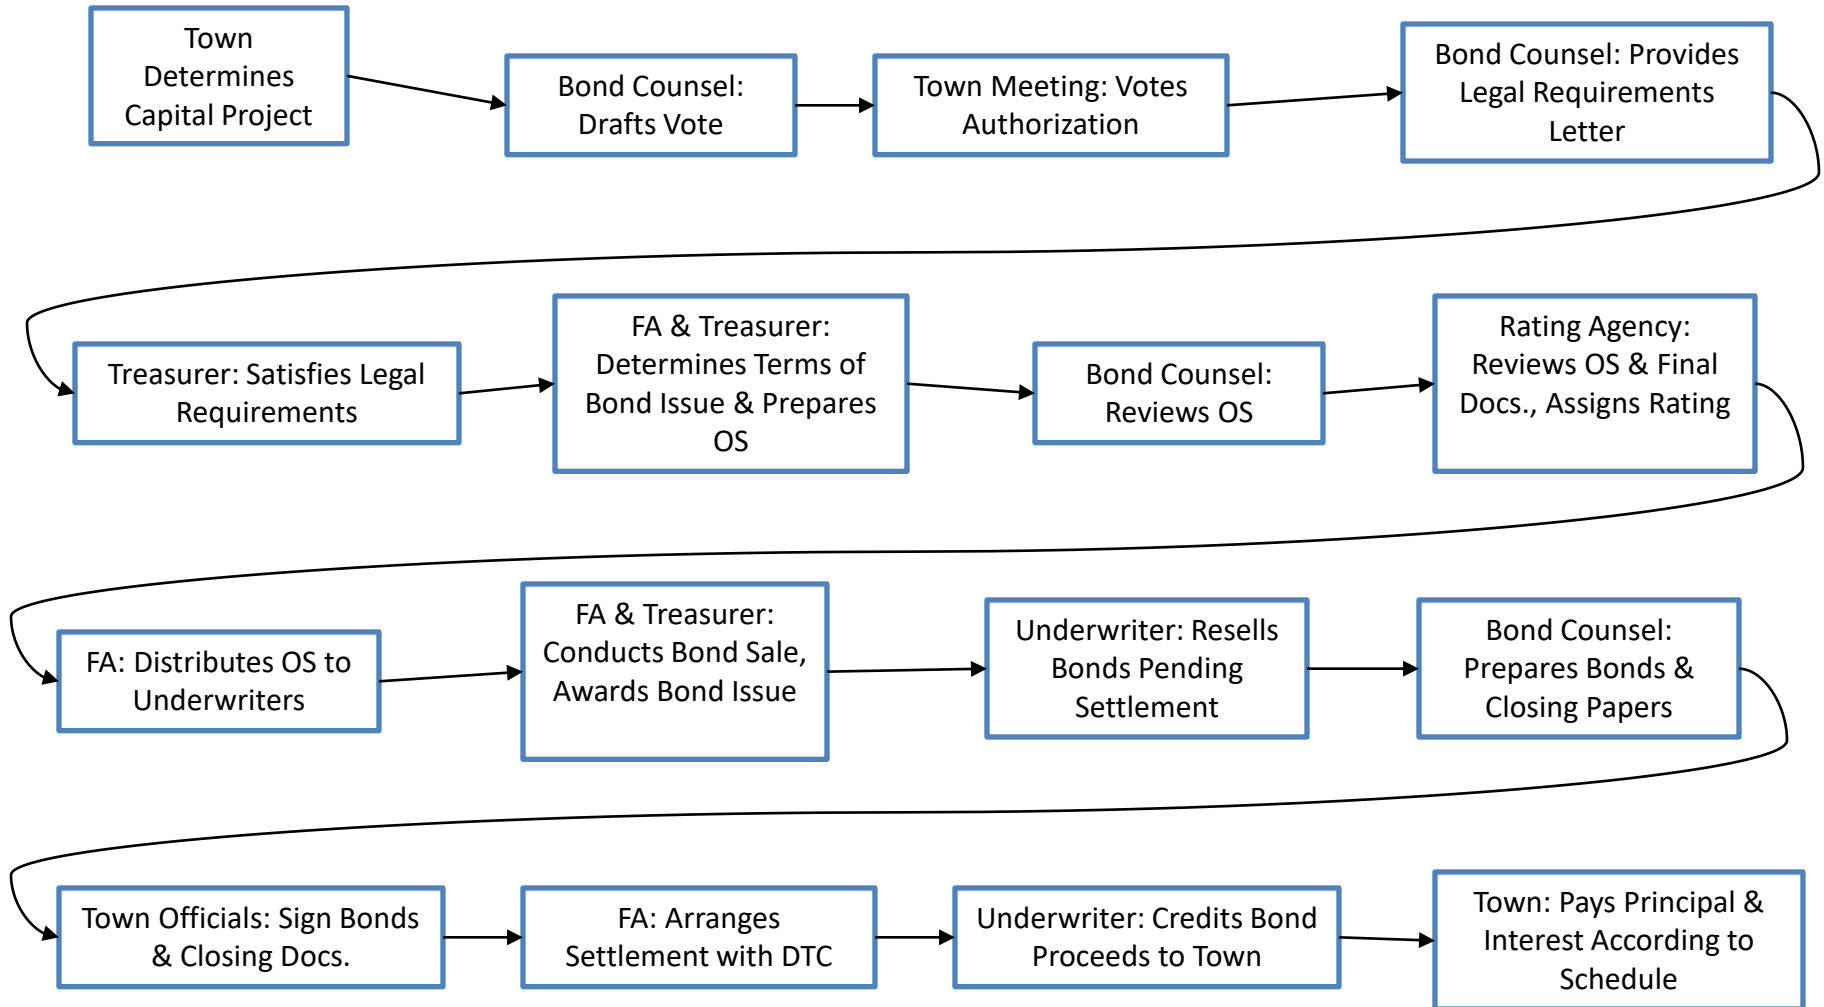 Town
Determines
Capital Project
Bond Counsel:
Drafts Vote
Town Meeting: Votes
Authorization
Bond Counsel: Provides
Legal Requirements
Letter
Treasurer: Satisfies Legal
Requirements
FA & Treasurer:
Determines Terms of
Bond Issue & Prepares
OS
Bond Counsel:
Reviews OS
Rating Agency:
Reviews OS & Final
Docs., Assigns Rating
FA: Distributes OS to
Underwriters
FA & Treasurer:
Conducts Bond Sale,
Awards Bond Issue
Underwriter: Resells
Bonds Pending
Settlement
Bond Counsel:
Prepares Bonds &
Closing Papers
Town Officials: Sign Bonds
& Closing Docs.
FA: Arranges
Settlement with DTC
Underwriter: Credits Bond
Proceeds to Town
Town: Pays Principal &
Interest According to
Schedule